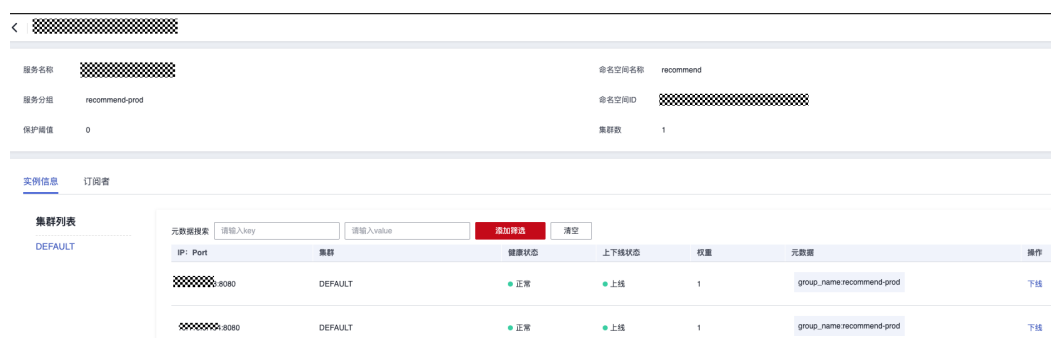 服务名称
命名空间名称 recommend
服务分组 recommend-prod
命名空间ID
保护阈值 0
集群数 1
实例信息 订阅者
集群列表
DEFAULT
元数据搜索 请输入key 请输入value 添加筛选 清空
IP：Port 集群 健康状态 上下线状态 权重 元数据 操作
:8080 DEFAULT 正常 上线 1 group_name:recommend-prod 下线
:8080 DEFAULT 正常 上线 1 group_name:recommend-prod 下线